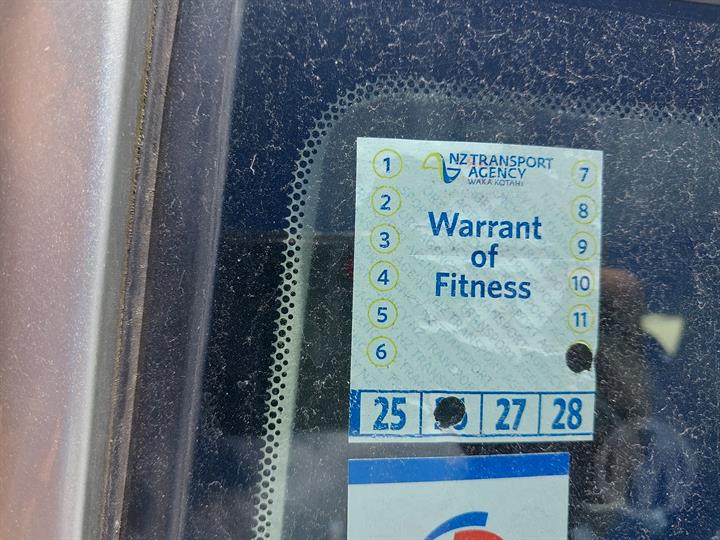 NZ TRANSPORT
AGENCY
WAKA KOTAHI
1
2
3
4
5
6
7
8
9
10
11
Warrant
of
Fitness
25
27
28